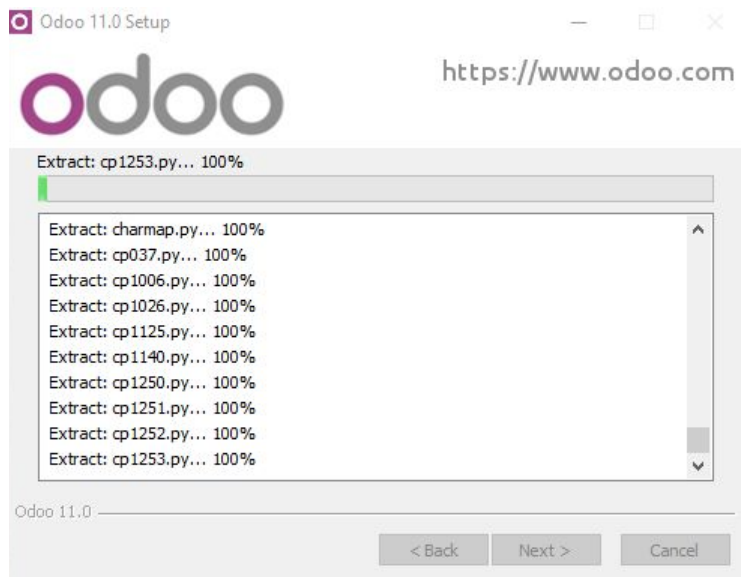 Odoo 11.0 Setup
odoo
https://www.odoo.com
Extract: cp1253.py... 100%
Extract: charmap.py... 100%
Extract: cp037.py... 100%
Extract: cp1006.py... 100%
Extract: cp1026.py... 100%
Extract: cp1125.py... 100%
Extract: cp1140.py... 100%
Extract: cp1250.py... 100%
Extract: cp1251.py... 100%
Extract: cp1252.py... 100%
Extract: cp1253.py... 100%
Odoo 11.0
< Back Next > Cancel